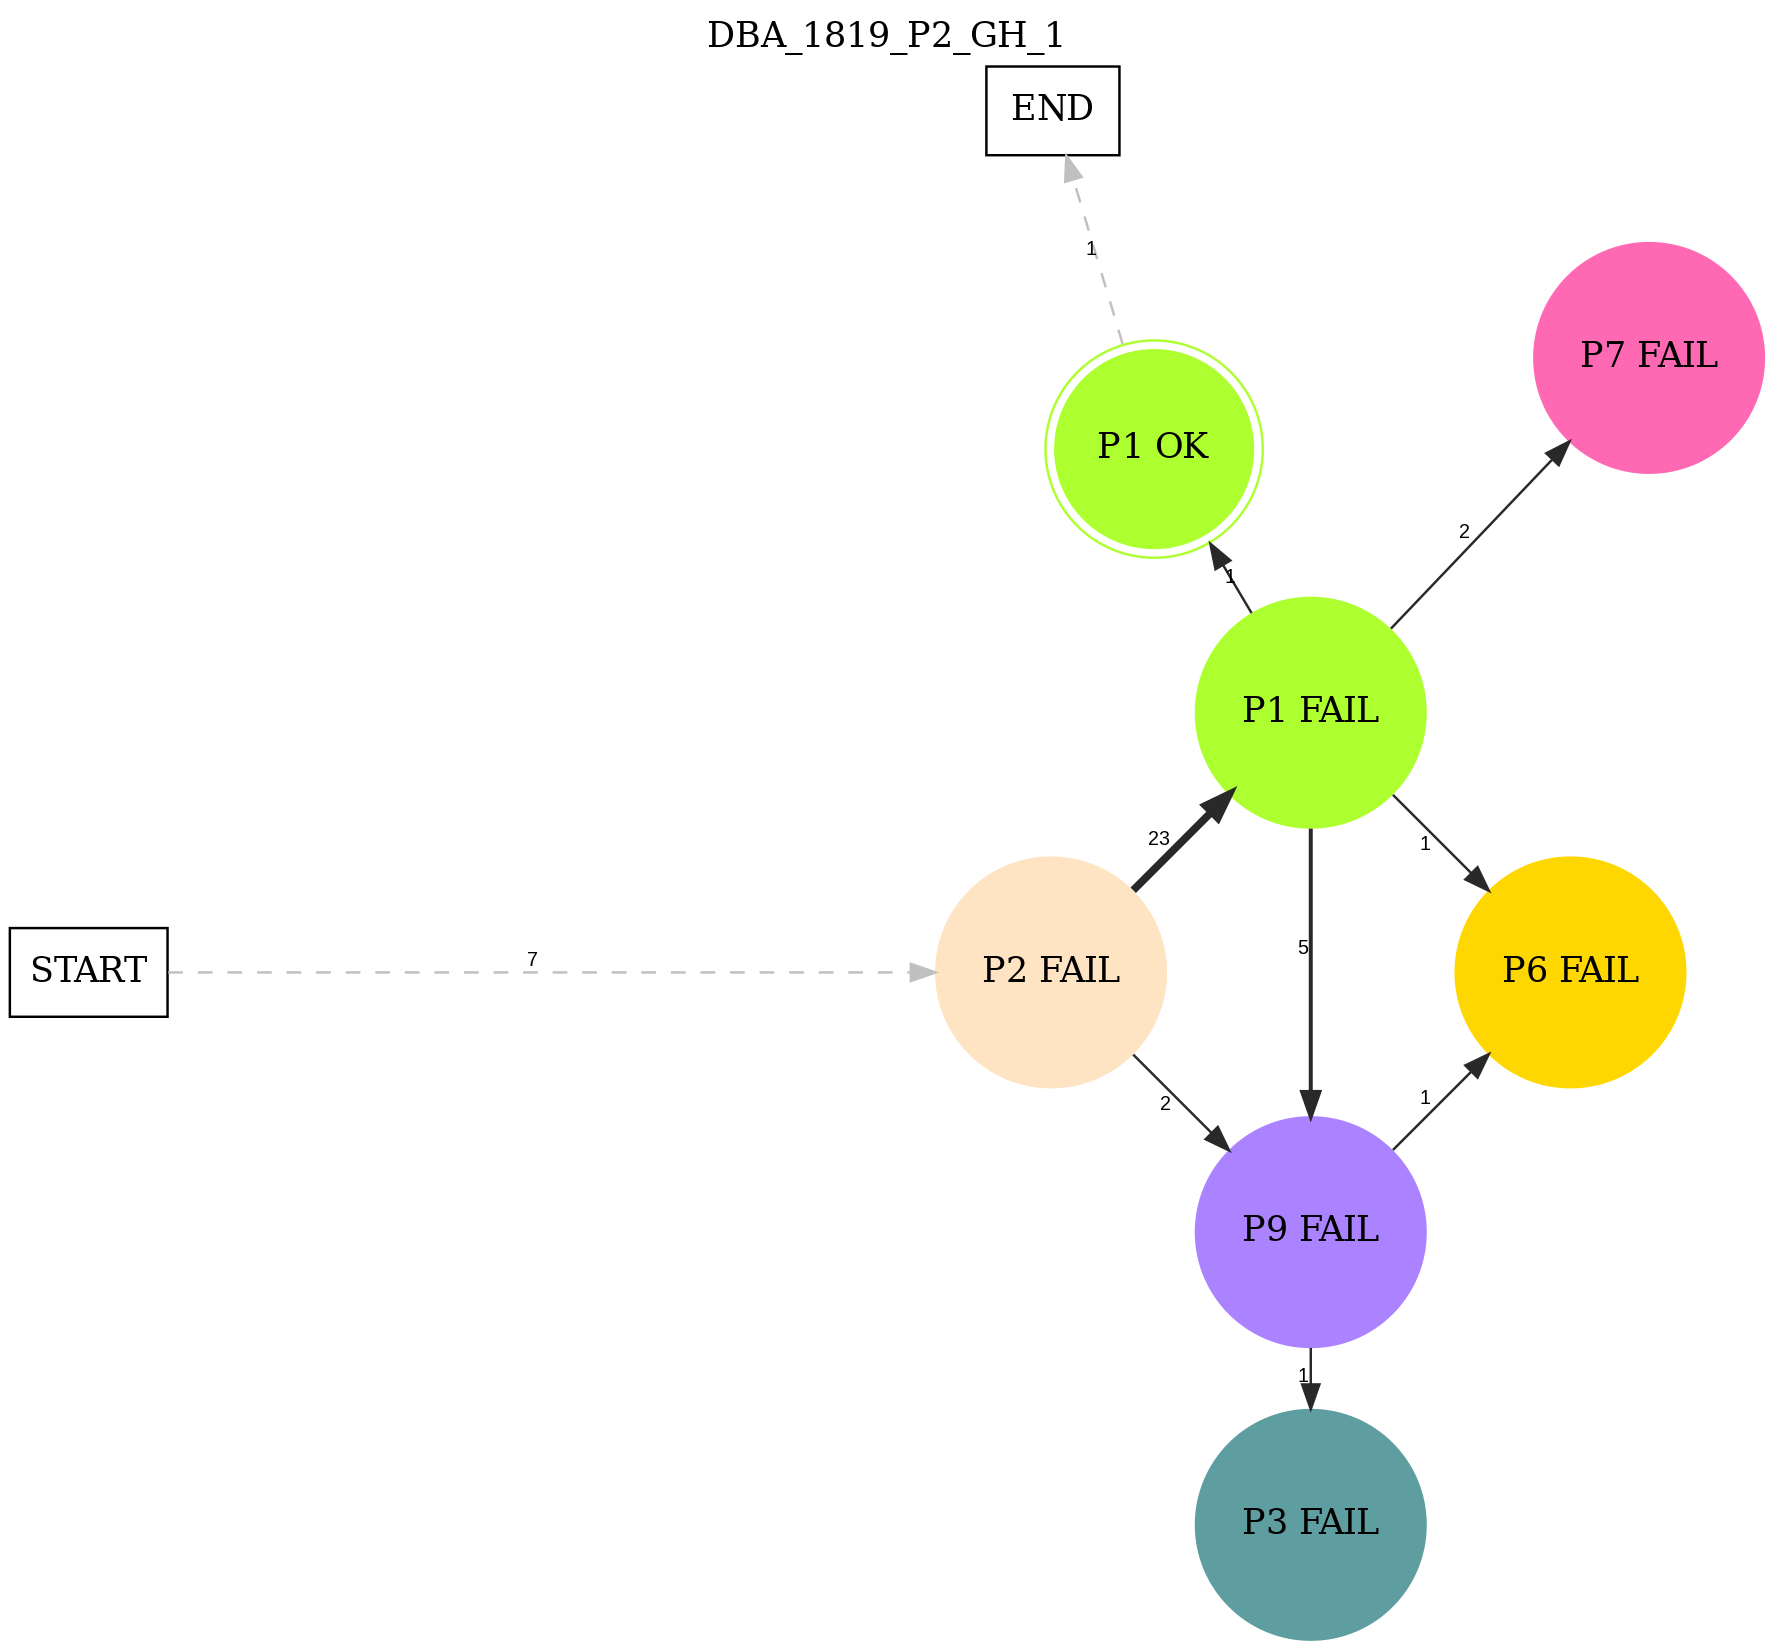 DBA_1819_P2_GH_1
END
1
P7 FAIL
P1 OK
2
1
P1 FAIL
23
1
5
START
7
P2 FAIL
P6 FAIL
2
1
P9 FAIL
1
P3 FAIL